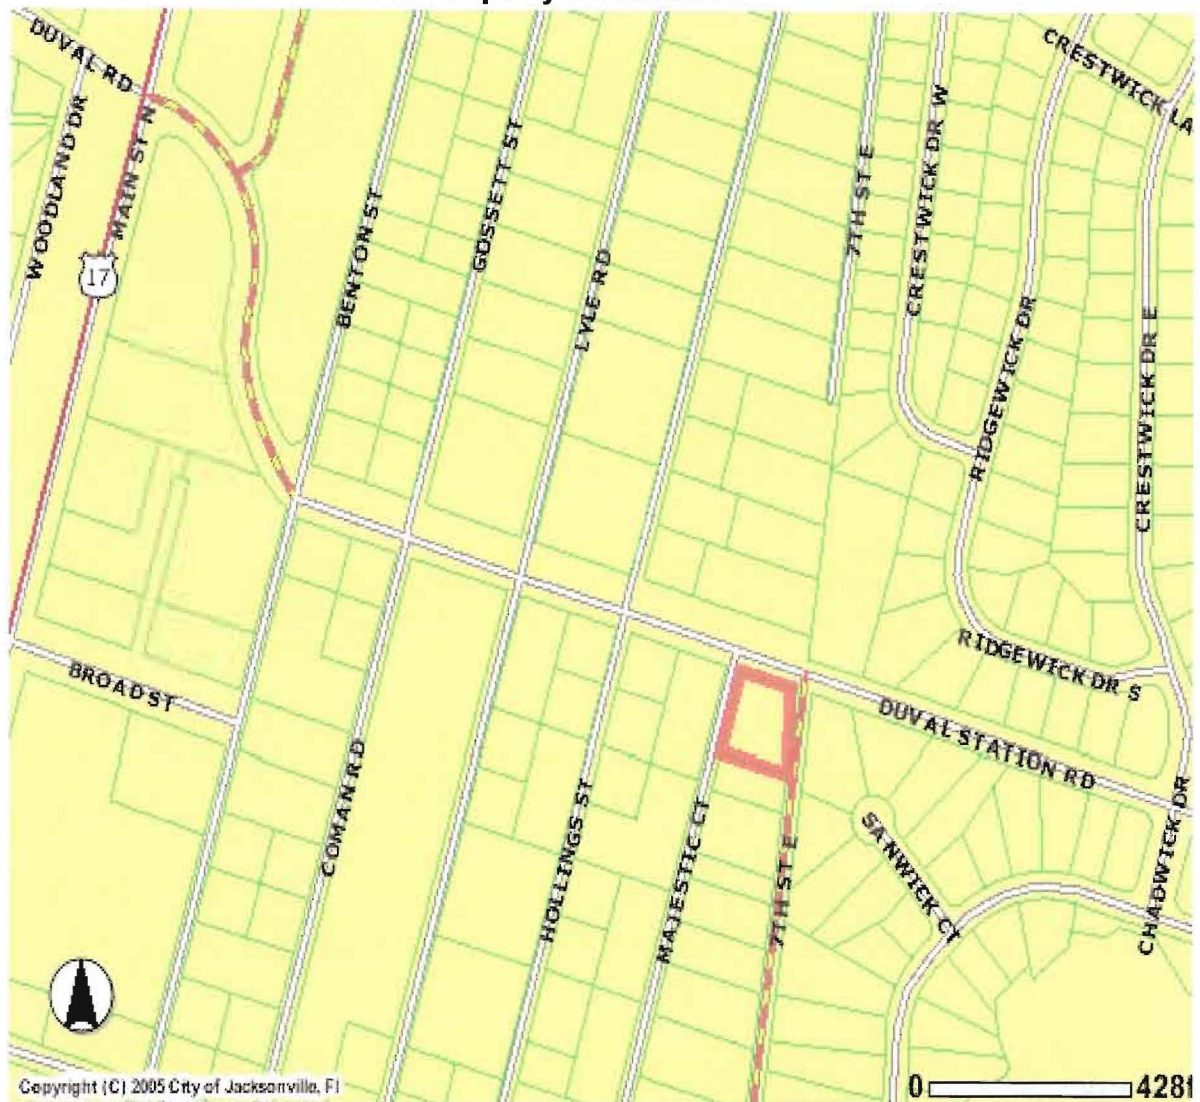 DUVAL RD
WOODLAND DR
MAIN ST N
17
BENTON ST
GOSSETT ST
LYLE RD
7TH ST E
CRESTWICK DR W
CRESTWICK LA
RIDGEWICK DR
CRESTWICK DR E
RIDGEWICK DR S
DUVAL STATION RD
BROAD ST
COMAN RD
HOLLINGS ST
MAJESTIC CT
7TH ST E
SANWICK CT
CHADWICK DR
Copyright (C) 2005 City of Jacksonville, Fl
0 428f